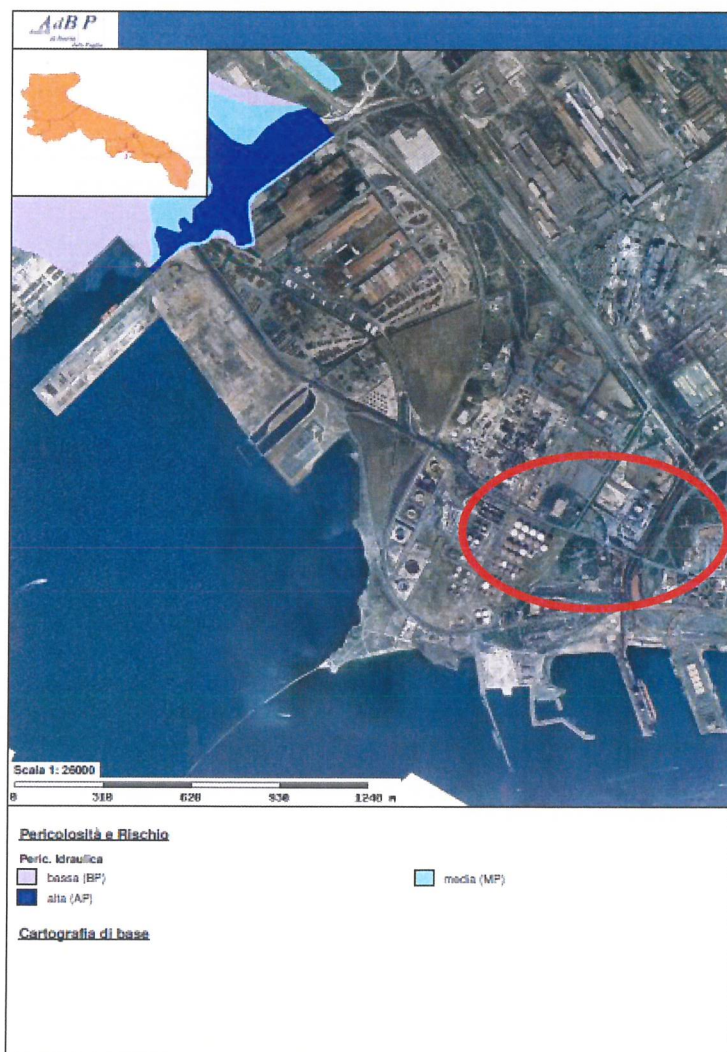 AdB P
Scala 1: 26000
0 310 620 930 1240 m
Pericolosità e Rischio
Peric. Idraulica
bassa (BP)
media (MP)
alta (AP)
Cartografia di base